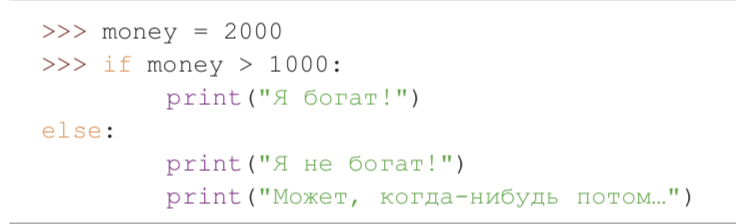 >>> money = 2000
>>> if money > 1000:
        print("Я богат!")
else:
        print("Я не богат!")
        print("Может, когда-нибудь потом…")